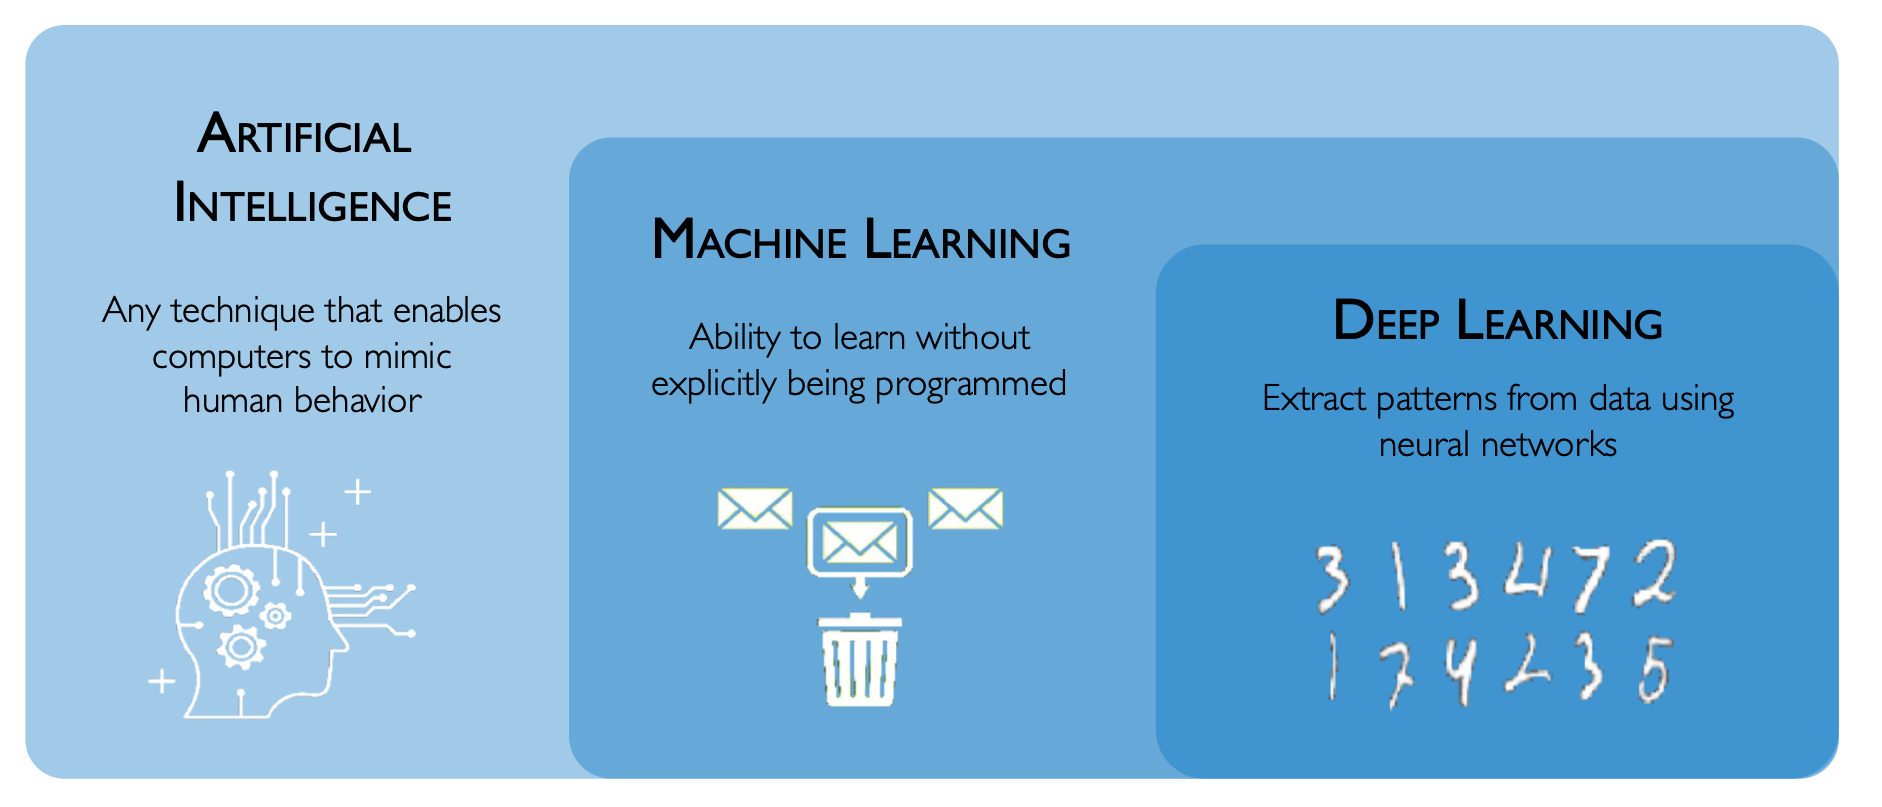 ARTIFICIAL
INTELLIGENCE
Any technique that enables
computers to mimic
human behavior
MACHINE LEARNING
Ability to learn without
explicitly being programmed
DEEP LEARNING
Extract patterns from data using
neural networks
3 1 3 4 7 2
1 7 4 2 3 5